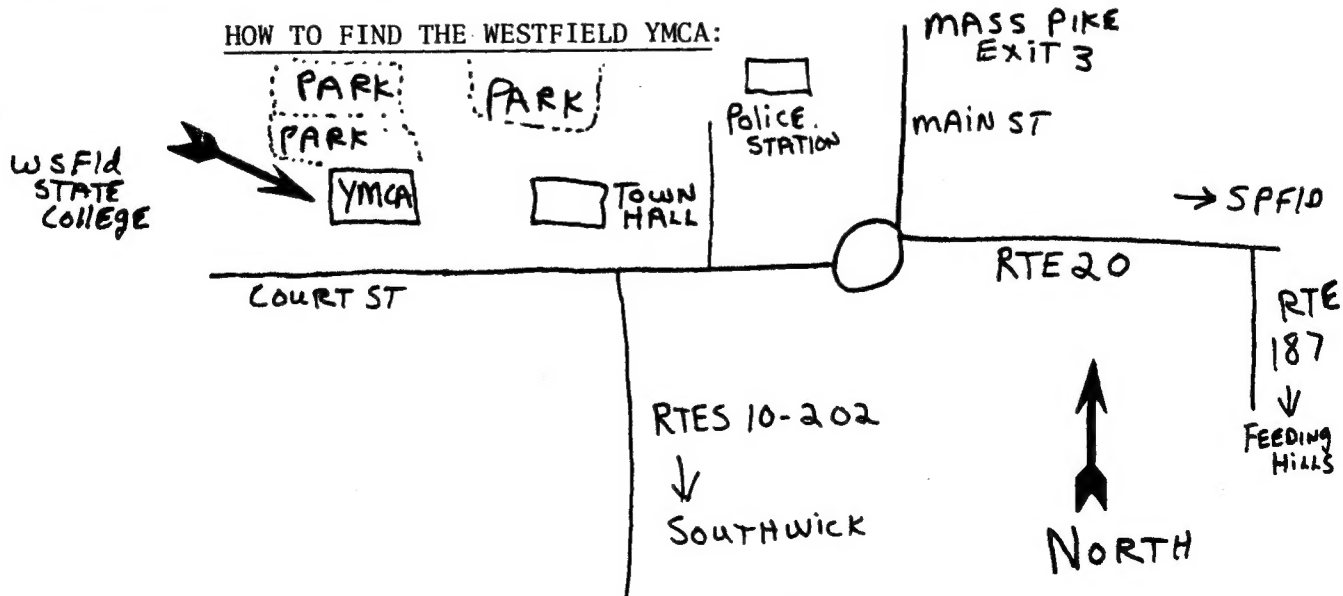 HOW TO FIND THE WESTFIELD YMCA:
MASS PIKE
EXIT 3
PARK
PARK
PARK
Police.
STATION
MAIN ST
WSFld
STATE
College
YMCA
TOWN
HALL
→ SPFlD
COURT ST
RTE 20
RTE
187
↓
FEEDING
HILLS
RTES 10-202
↓
SOUTHWICK
NORTH